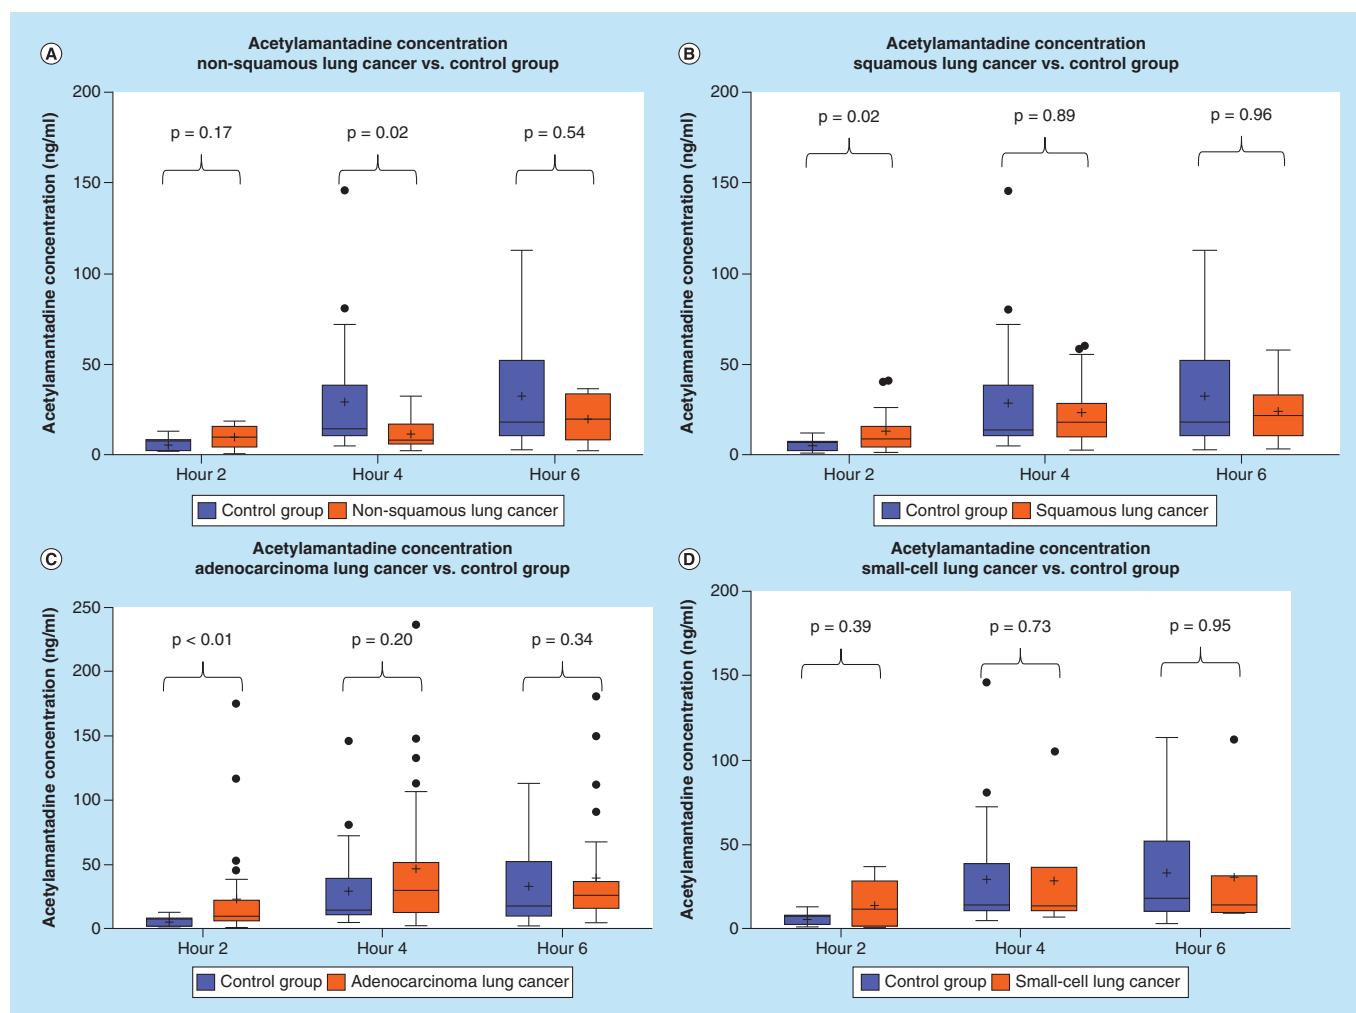 A
Acetylamantadine concentration
non-squamous lung cancer vs. control group
Acetylamantadine concentration (ng/ml)
200
150
100
50
0
p = 0.17
p = 0.02
p = 0.54
Hour 2
Hour 4
Hour 6
Control group
Non-squamous lung cancer
B
Acetylamantadine concentration
squamous lung cancer vs. control group
Acetylamantadine concentration (ng/ml)
200
150
100
50
0
p = 0.02
p = 0.89
p = 0.96
Hour 2
Hour 4
Hour 6
Control group
Squamous lung cancer
C
Acetylamantadine concentration
adenocarcinoma lung cancer vs. control group
Acetylamantadine concentration (ng/ml)
250
200
150
100
50
0
p < 0.01
p = 0.20
p = 0.34
Hour 2
Hour 4
Hour 6
Control group
Adenocarcinoma lung cancer
D
Acetylamantadine concentration
small-cell lung cancer vs. control group
Acetylamantadine concentration (ng/ml)
200
150
100
50
0
p = 0.39
p = 0.73
p = 0.95
Hour 2
Hour 4
Hour 6
Control group
Small-cell lung cancer